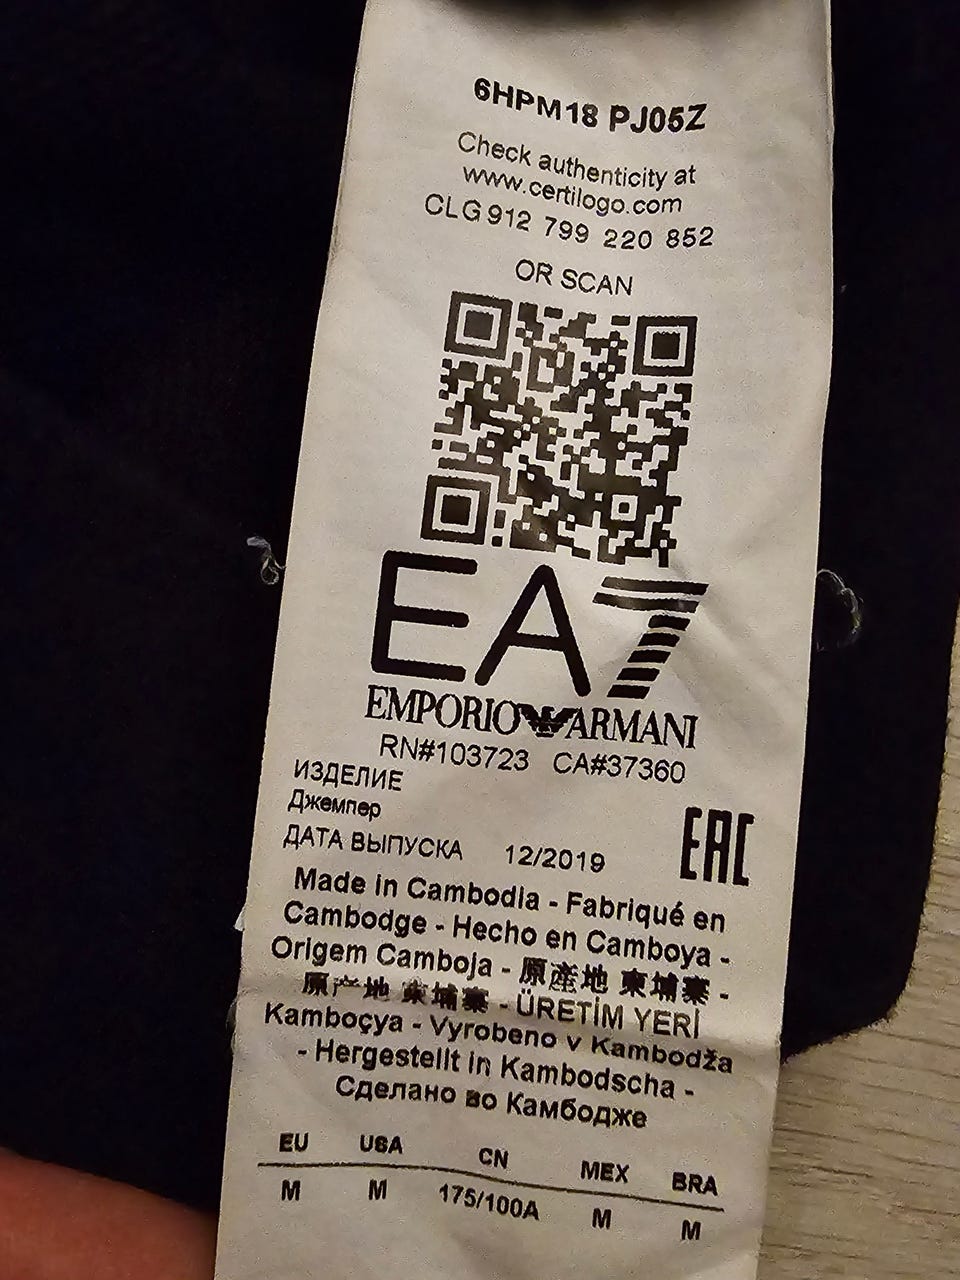 6HPM18 PJ05Z
Check authenticity at
www.certilogo.com
CLG 912 799 220 852
OR SCAN
EA7
EMPORIO ARMANI
RN#103723 CA#37360
ИЗДЕЛИЕ
Джемпер
ДАТА ВЫПУСКА 12/2019
EAC
Made in Cambodia - Fabriqué en
Cambodge - Hecho en Camboya -
Origem Camboja - 原產地 柬埔寨 -
原产地 柬埔寨 - ÜRETİM YERİ
Kamboçya - Vyrobeno v Kambodža
- Hergestellt in Kambodscha -
Сделано во Камбодже
EU USA CN MEX BRA
M M 175/100A M M